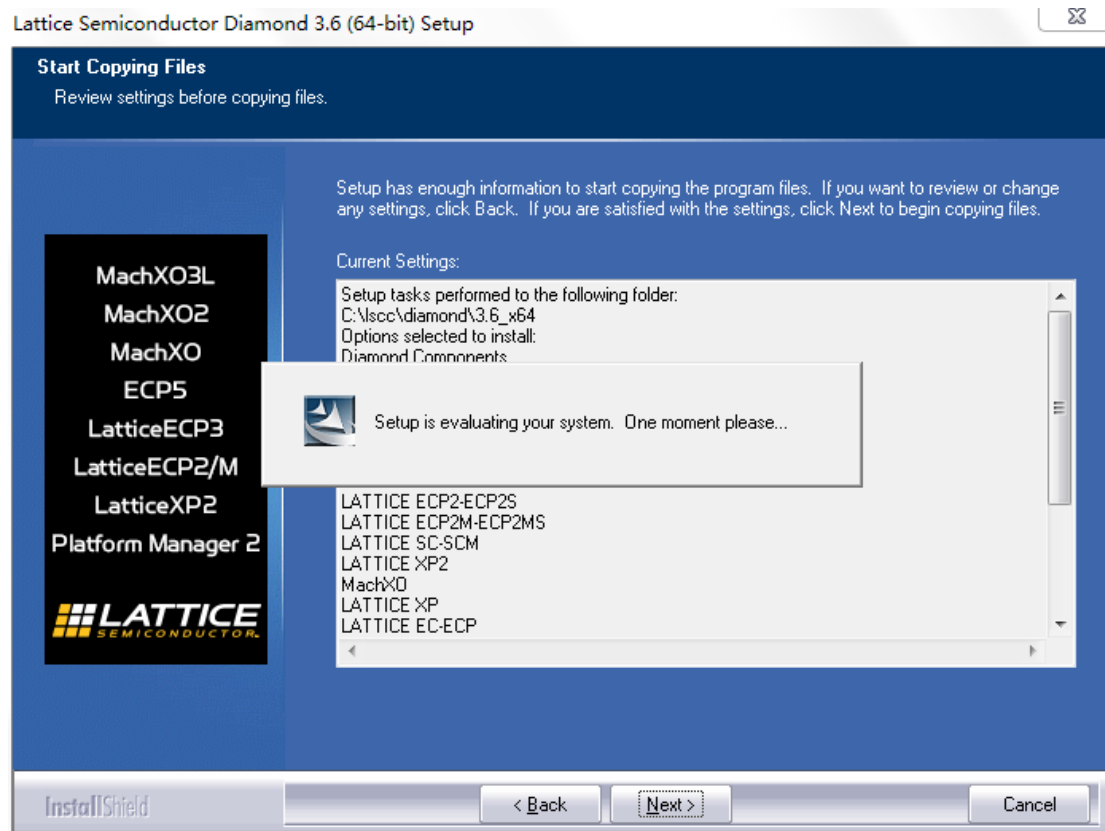 Lattice Semiconductor Diamond 3.6 (64-bit) Setup
Start Copying Files
Review settings before copying files.
Setup has enough information to start copying the program files. If you want to review or change
any settings, click Back. If you are satisfied with the settings, click Next to begin copying files.
Current Settings:
Setup tasks performed to the following folder:
C:\lscc\diamond\3.6_x64
Options selected to install:
Diamond Components
Setup is evaluating your system. One moment please...
LATTICE ECP2-ECP2S
LATTICE ECP2M-ECP2MS
LATTICE SC-SCM
LATTICE XP2
MachXO
LATTICE XP
LATTICE EC-ECP
MachXO3L
MachXO2
MachXO
ECP5
LatticeECP3
LatticeECP2/M
LatticeXP2
Platform Manager 2
LATTICE
SEMICONDUCTOR.
InstallShield
< Back
Next >
Cancel